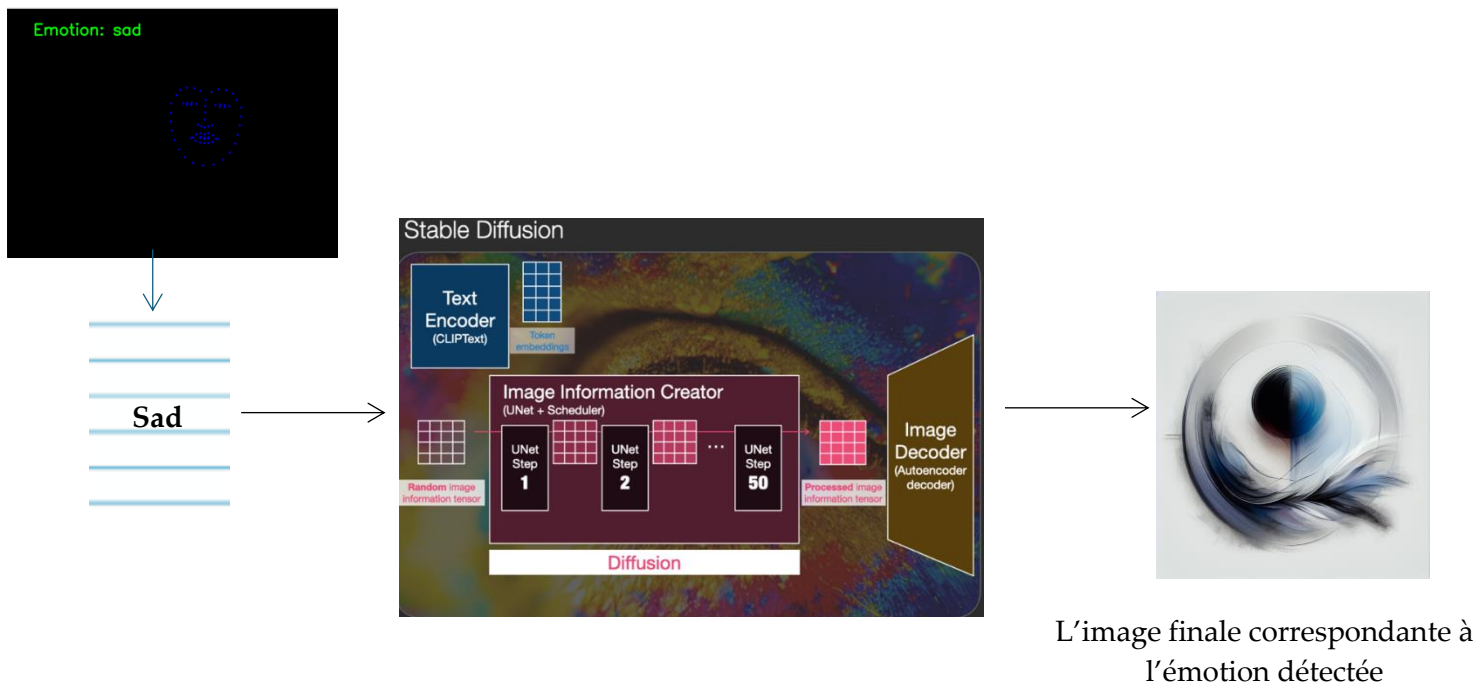 Emotion: sad
Sad
Stable Diffusion
Text
Encoder
(CLIPText)
Token
embeddings
Image Information Creator
(UNet + Scheduler)
UNet
Step
1
UNet
Step
2
...
UNet
Step
50
Random image
information tensor
Processed image
information tensor
Diffusion
Image
Decoder
(Autoencoder
decoder)
L’image finale correspondante à
l’émotion détectée